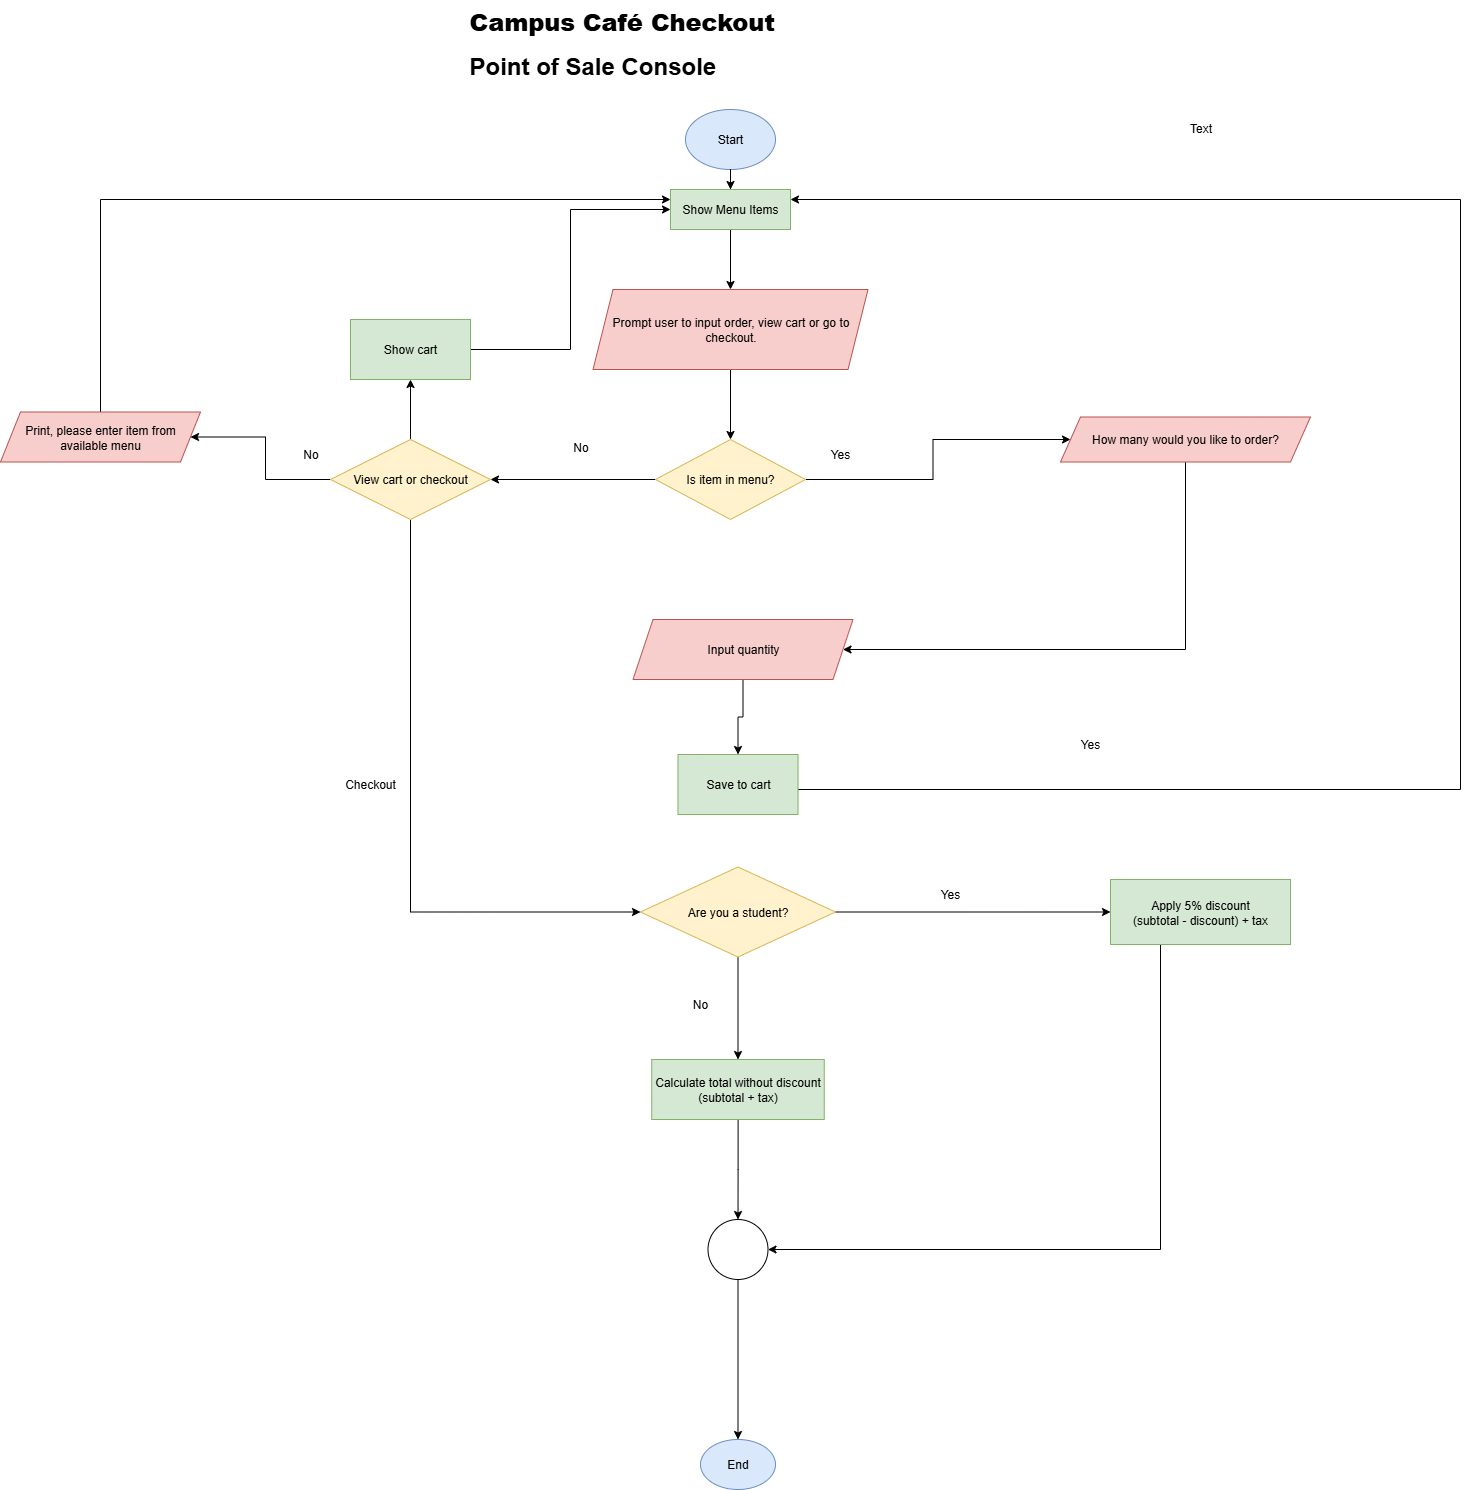 Campus Café Checkout
Point of Sale Console
Start
Text
Show Menu Items
Prompt user to input order, view cart or go to
checkout.
Show cart
Print, please enter item from
available menu
No
View cart or checkout
No
Is item in menu?
Yes
How many would you like to order?
Input quantity
Yes
Save to cart
Checkout
Are you a student?
Yes
Apply 5% discount
(subtotal - discount) + tax
No
Calculate total without discount
(subtotal + tax)
End